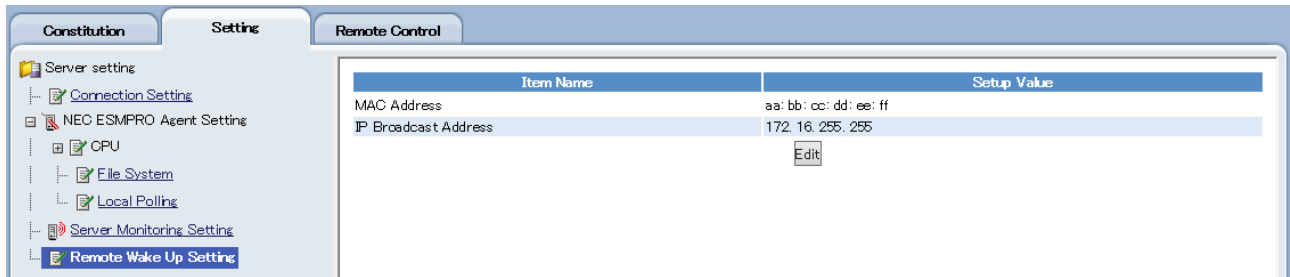 Constitution Setting Remote Control
Server setting
Connection Setting
NEC ESMPRO Agent Setting
CPU
File System
Local Polling
Server Monitoring Setting
Remote Wake Up Setting
Item Name Setup Value
MAC Address aa: bb: cc: dd: ee: ff
IP Broadcast Address 172. 16. 255. 255
Edit